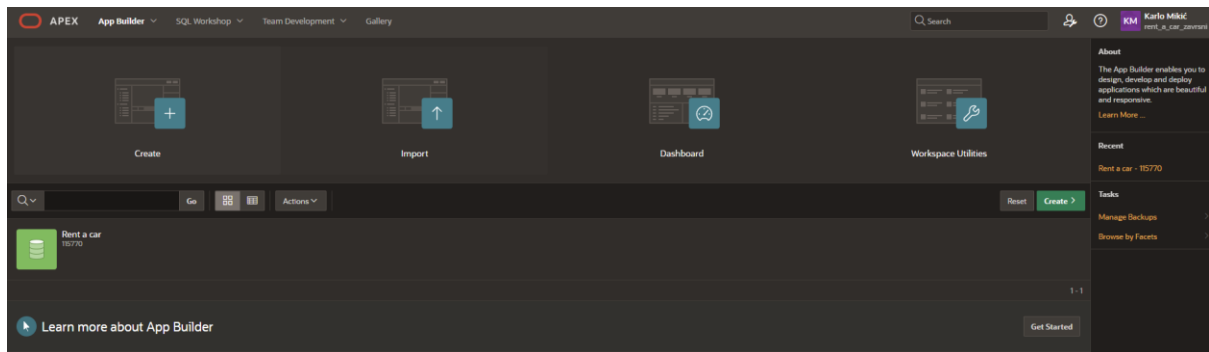 APEX App Builder SQL Workshop Team Development Gallery Search KM Karlo Mikić
rent_a_car_zavrsni
Create
Import
Dashboard
Workspace Utilities
About
The App Builder enables you to
design, develop and deploy
applications which are beautiful
and responsive.
Learn More ...
Recent
Rent a car - 115770
Tasks
Manage Backups
Browse by Facets
Go
Actions
Reset
Create >
Rent a car
115770
1 - 1
Learn more about App Builder
Get Started